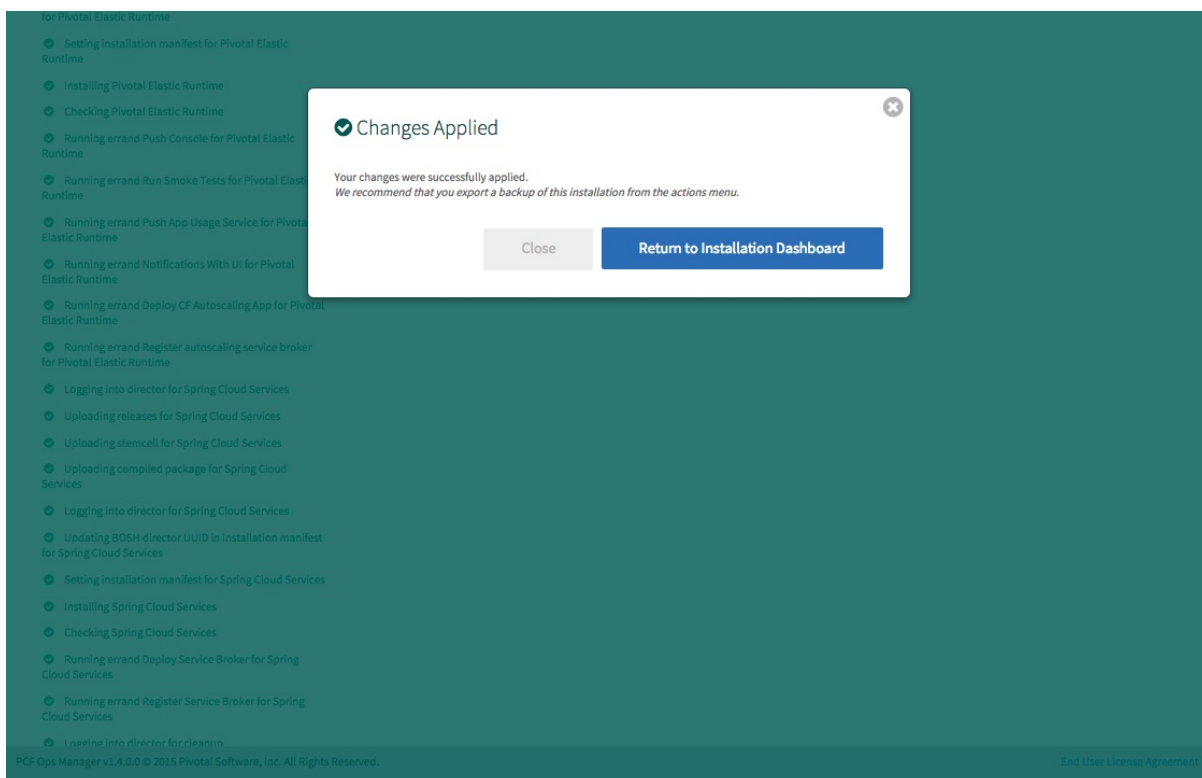 for Pivotal Elastic Runtime
Setting installation manifest for Pivotal Elastic
Runtime
Installing Pivotal Elastic Runtime
Checking Pivotal Elastic Runtime
Running errand Push Console for Pivotal Elastic
Runtime
Running errand Run Smoke Tests for Pivotal Elasti
Runtime
Running errand Push App Usage Service for Pivota
Elastic Runtime
Running errand Notifications With UI for Pivotal
Elastic Runtime
Running errand Deploy CF Autoscaling App for Pivotal
Elastic Runtime
Running errand Register autoscaling service broker
for Pivotal Elastic Runtime
Logging into director for Spring Cloud Services
Uploading releases for Spring Cloud Services
Uploading stemcell for Spring Cloud Services
Uploading compiled package for Spring Cloud
Services
Logging into director for Spring Cloud Services
Updating BOSH director UUID in installation manifest
for Spring Cloud Services
Setting installation manifest for Spring Cloud Services
Installing Spring Cloud Services
Checking Spring Cloud Services
Running errand Deploy Service Broker for Spring
Cloud Services
Running errand Register Service Broker for Spring
Cloud Services
Logging into director for cleanup
Changes Applied
Your changes were successfully applied.
We recommend that you export a backup of this installation from the actions menu.
Close
Return to Installation Dashboard
PCF Ops Manager v1.4.0.0 © 2015 Pivotal Software, Inc. All Rights Reserved.
End User License Agreement